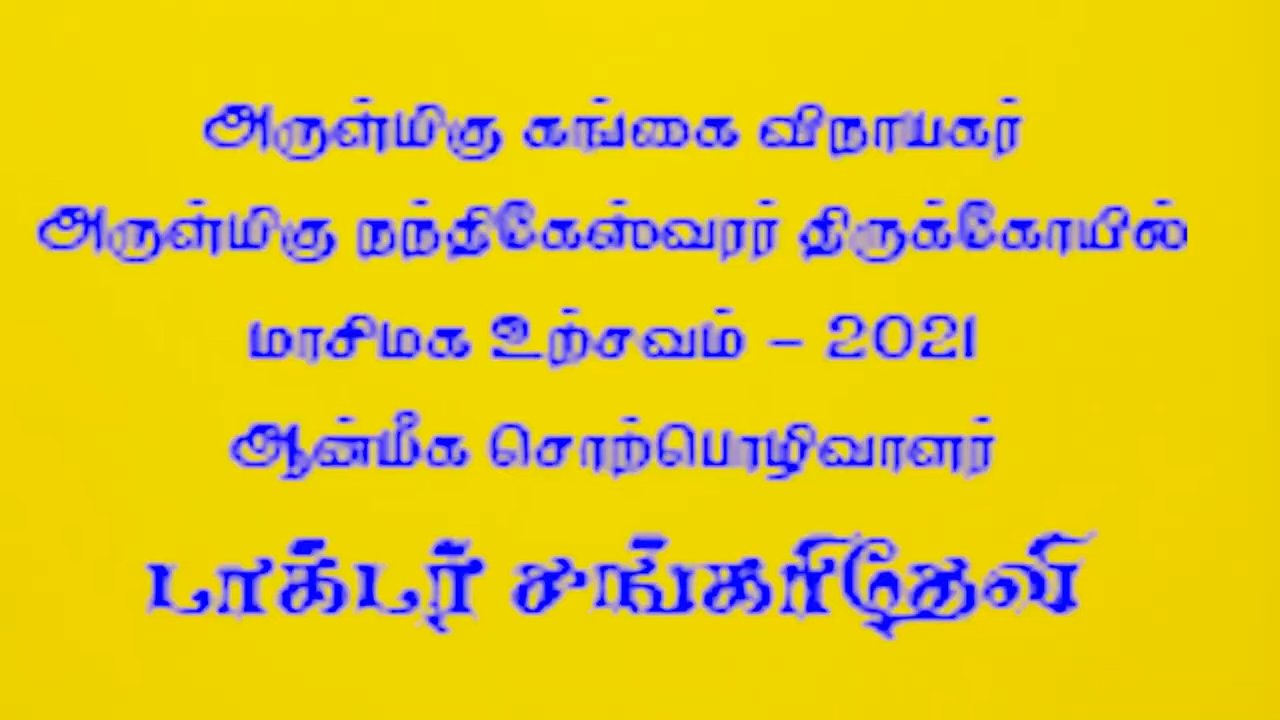 அருள்மிகு கங்கை விநாயகர்
அருள்மிகு நந்திகேஸ்வரர் திருக்கோயில்
மாசிமக உற்சவம் – 2021
ஆன்மீக சொற்பொழிவாளர்
டாக்டர் சங்கரிதேவி